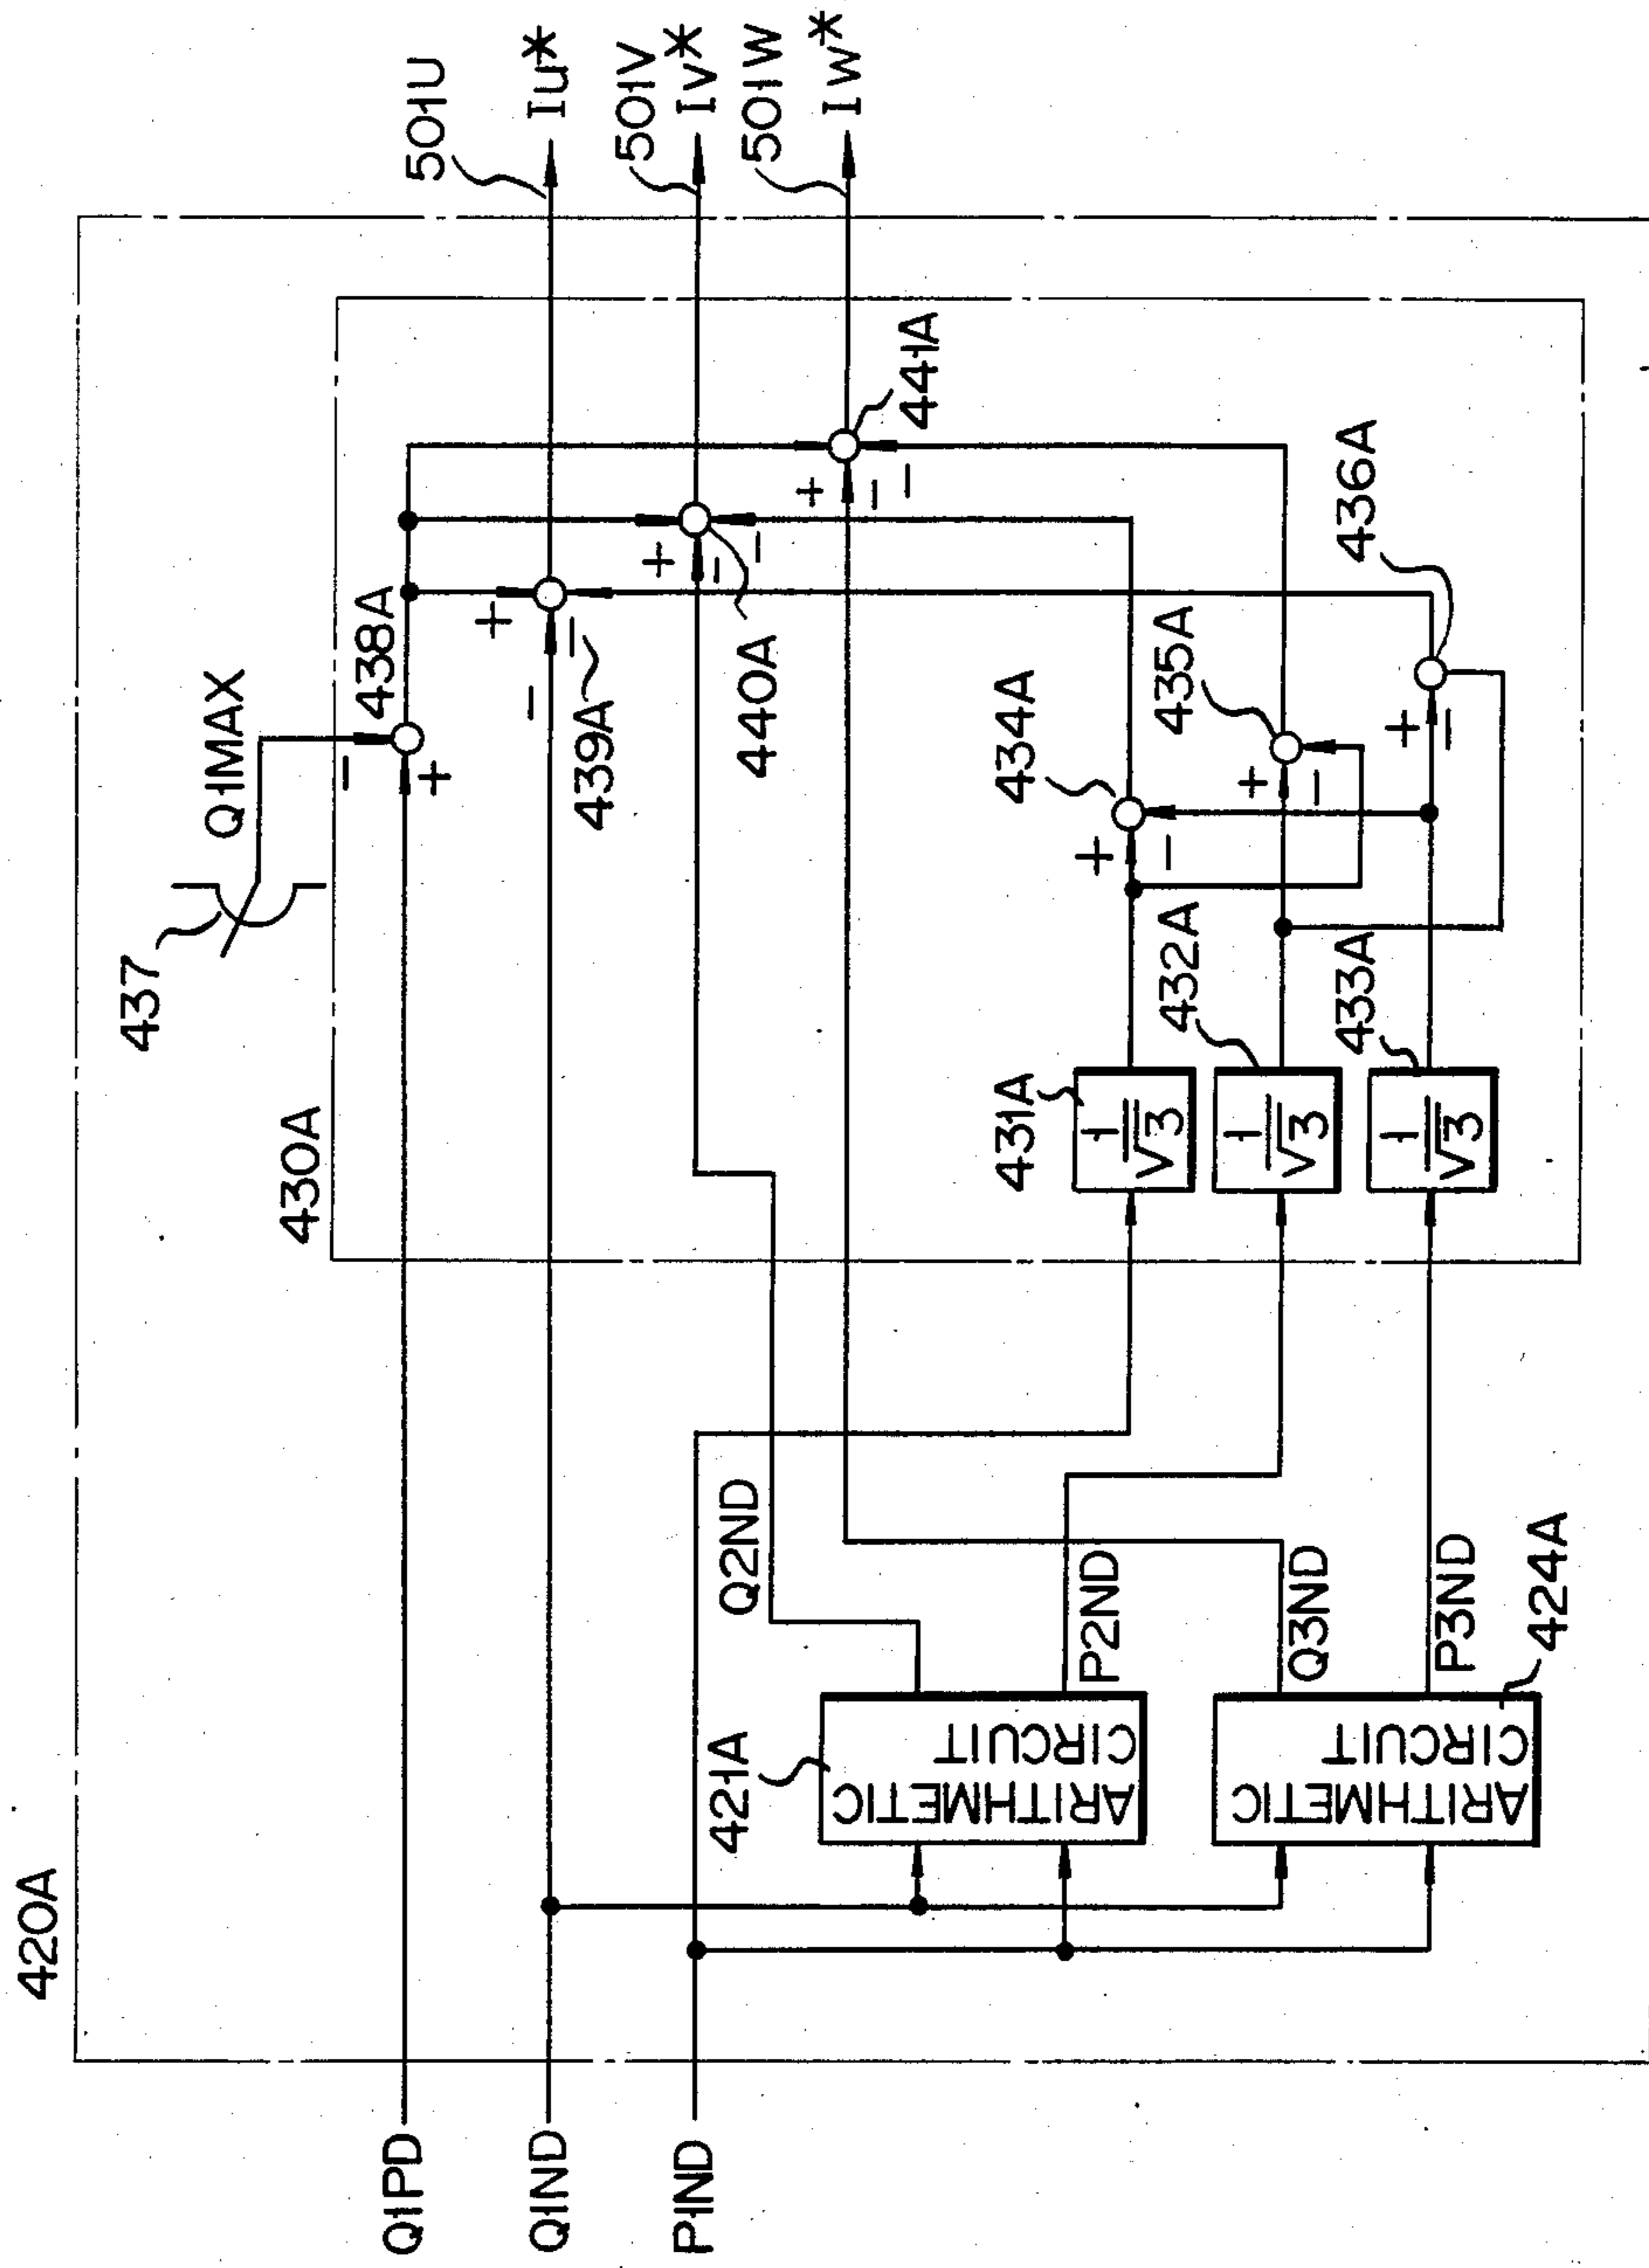 420A
437
Q1MAX
430A
438A
501U
Iu*
501V
Iv*
501W
Iw*
Q1PD
Q1ND
P1ND
439A
440A
441A
Q2ND
421A
ARITHMETIC
CIRCUIT
P2ND
431A
1
√3
434A
432A
1
√3
435A
ARITHMETIC
CIRCUIT
Q3ND
P3ND
424A
433A
1
√3
436A
+
−
+
−
+
−
−
+
−
−
+
−
+
−
+
−